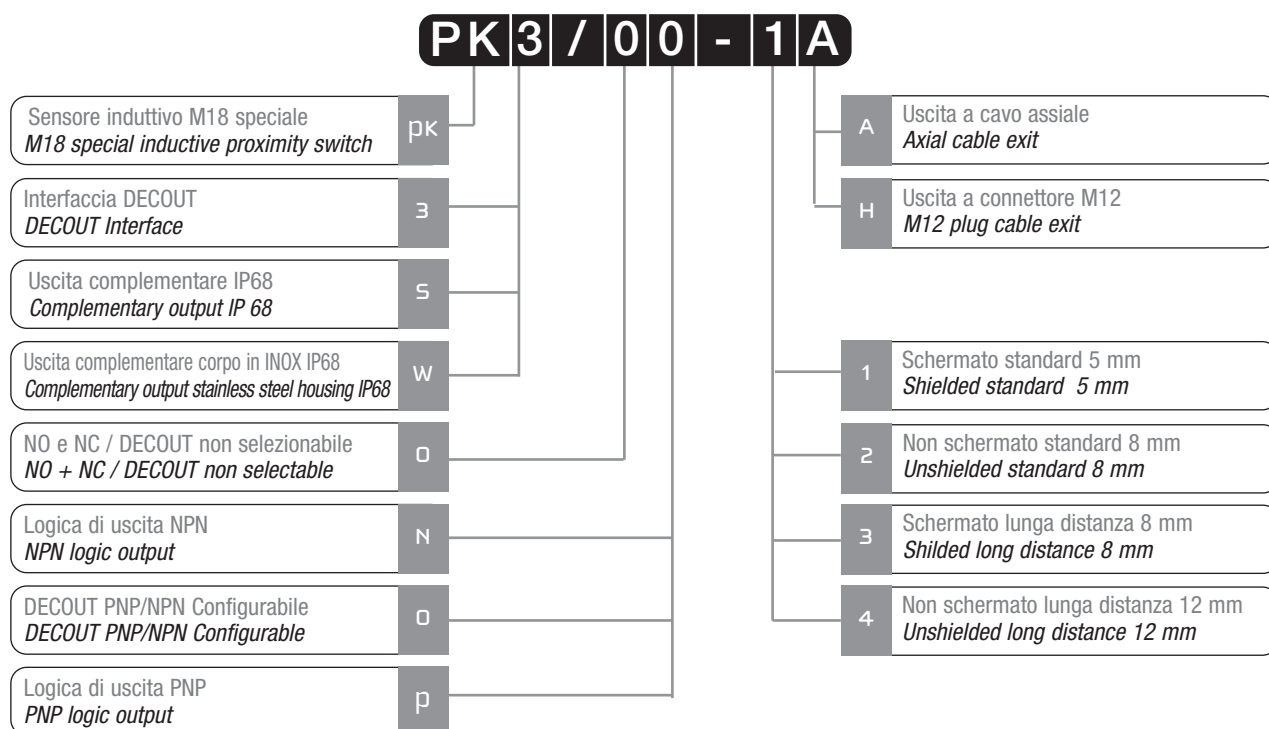 PK3/00-1A
Sensore induttivo M18 speciale
M18 special inductive proximity switch
pk
Interfaccia DECOUT
DECOUT Interface
3
Uscita complementare IP68
Complementary output IP 68
S
Uscita complementare corpo in INOX IP68
Complementary output stainless steel housing IP68
W
NO e NC / DECOUT non selezionabile
NO + NC / DECOUT non selectable
0
Logica di uscita NPN
NPN logic output
N
DECOUT PNP/NPN Configurabile
DECOUT PNP/NPN Configurable
0
Logica di uscita PNP
PNP logic output
p
A
Uscita a cavo assiale
Axial cable exit
H
Uscita a connettore M12
M12 plug cable exit
1
Schermato standard 5 mm
Shielded standard 5 mm
2
Non schermato standard 8 mm
Unshielded standard 8 mm
3
Schermato lunga distanza 8 mm
Shilded long distance 8 mm
4
Non schermato lunga distanza 12 mm
Unshielded long distance 12 mm